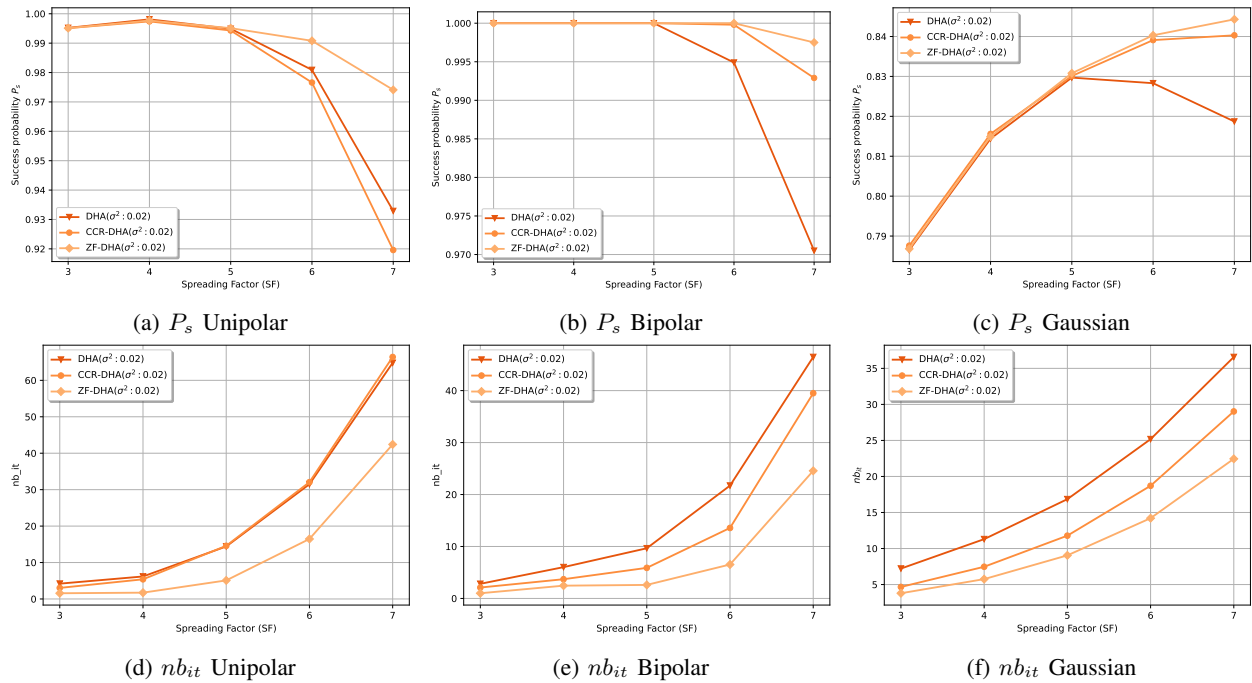 1.00
0.99
0.98
0.97
0.96
0.95
0.94
0.93
0.92
Success probability P_s
DHA(σ²: 0.02)
CCR-DHA(σ²: 0.02)
ZF-DHA(σ²: 0.02)
3 4 5 6 7
Spreading Factor (SF)
(a) P_s Unipolar
1.000
0.995
0.990
0.985
0.980
0.975
0.970
Success probability P_s
DHA(σ²: 0.02)
CCR-DHA(σ²: 0.02)
ZF-DHA(σ²: 0.02)
3 4 5 6 7
Spreading Factor (SF)
(b) P_s Bipolar
0.84
0.83
0.82
0.81
0.80
0.79
Success probability P_s
DHA(σ²: 0.02)
CCR-DHA(σ²: 0.02)
ZF-DHA(σ²: 0.02)
3 4 5 6 7
Spreading Factor (SF)
(c) P_s Gaussian
60
50
40
30
20
10
0
nb_it
DHA(σ²: 0.02)
CCR-DHA(σ²: 0.02)
ZF-DHA(σ²: 0.02)
3 4 5 6 7
Spreading Factor (SF)
(d) nb_it Unipolar
40
30
20
10
0
nb_it
DHA(σ²: 0.02)
CCR-DHA(σ²: 0.02)
ZF-DHA(σ²: 0.02)
3 4 5 6 7
Spreading Factor (SF)
(e) nb_it Bipolar
35
30
25
20
15
10
5
nb_it
DHA(σ²: 0.02)
CCR-DHA(σ²: 0.02)
ZF-DHA(σ²: 0.02)
3 4 5 6 7
Spreading Factor (SF)
(f) nb_it Gaussian